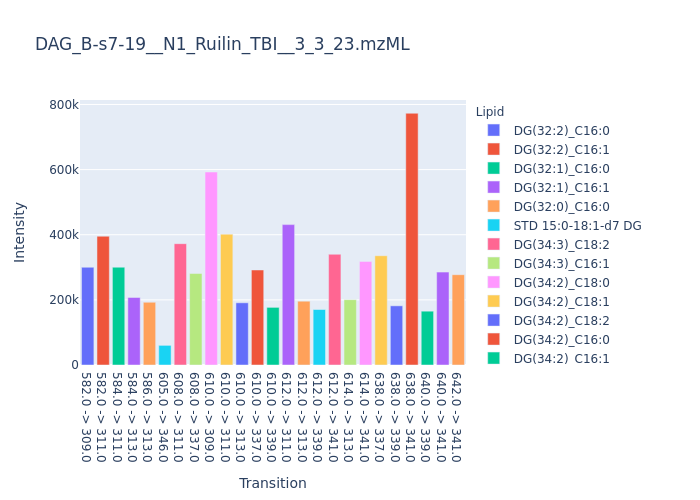 DAG_B-s7-19__N1_Ruilin_TBI__3_3_23.mzML
Intensity
800k
600k
400k
200k
0
582.0 -> 309.0
582.0 -> 311.0
584.0 -> 311.0
584.0 -> 313.0
586.0 -> 313.0
605.0 -> 346.0
608.0 -> 311.0
608.0 -> 337.0
610.0 -> 309.0
610.0 -> 311.0
610.0 -> 313.0
610.0 -> 337.0
610.0 -> 339.0
612.0 -> 311.0
612.0 -> 313.0
612.0 -> 339.0
612.0 -> 341.0
614.0 -> 313.0
614.0 -> 341.0
638.0 -> 337.0
638.0 -> 339.0
638.0 -> 341.0
640.0 -> 339.0
640.0 -> 341.0
642.0 -> 341.0
Transition
Lipid
DG(32:2)_C16:0
DG(32:2)_C16:1
DG(32:1)_C16:0
DG(32:1)_C16:1
DG(32:0)_C16:0
STD 15:0-18:1-d7 DG
DG(34:3)_C18:2
DG(34:3)_C16:1
DG(34:2)_C18:0
DG(34:2)_C18:1
DG(34:2)_C18:2
DG(34:2)_C16:0
DG(34:2)_C16:1